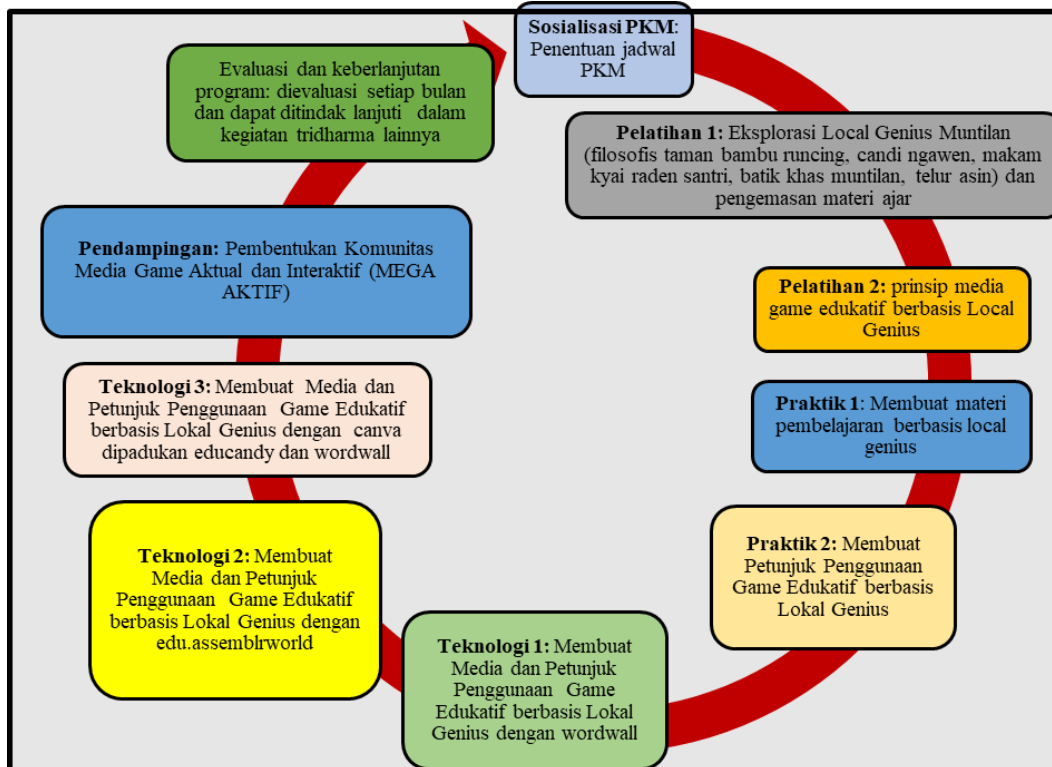 Sosialisasi PKM:
Penentuan jadwal
PKM
Pelatihan 1: Eksplorasi Local Genius Muntilan
(filosofis taman bambu runcing, candi ngawen, makam
kyai raden santri, batik khas muntilan, telur asin) dan
pengemasan materi ajar
Pelatihan 2: prinsip media
game edukatif berbasis Local
Genius
Praktik 1: Membuat materi
pembelajaran berbasis local
genius
Praktik 2: Membuat
Petunjuk Penggunaan
Game Edukatif berbasis
Lokal Genius
Teknologi 1: Membuat
Media dan Petunjuk
Penggunaan Game
Edukatif berbasis Lokal
Genius dengan wordwall
Teknologi 2: Membuat
Media dan Petunjuk
Penggunaan Game Edukatif
berbasis Lokal Genius dengan
edu.assemblrworld
Teknologi 3: Membuat Media dan
Petunjuk Penggunaan Game Edukatif
berbasis Lokal Genius dengan canva
dipadukan educandy dan wordwall
Pendampingan: Pembentukan Komunitas
Media Game Aktual dan Interaktif (MEGA
AKTIF)
Evaluasi dan keberlanjutan
program: dievaluasi setiap bulan
dan dapat ditindak lanjuti dalam
kegiatan tridharma lainnya